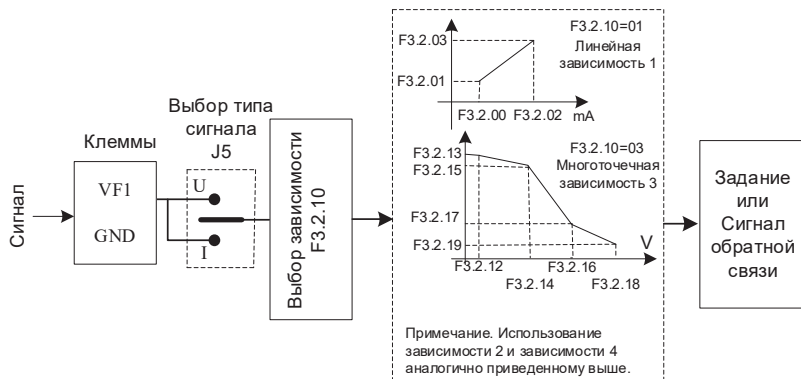 Сигнал
Клеммы
VF1
GND
Выбор типа
сигнала
J5
U
I
Выбор зависимости
F3.2.10
F3.2.03
F3.2.01
F3.2.00
F3.2.02
mA
F3.2.10=01
Линейная
зависимость 1
F3.2.13
F3.2.15
F3.2.17
F3.2.19
F3.2.12
F3.2.14
F3.2.16
F3.2.18
V
F3.2.10=03
Многоточечная
зависимость 3
Примечание. Использование
зависимости 2 и зависимости 4
аналогично приведенному выше.
Задание
или
Сигнал
обратной
связи